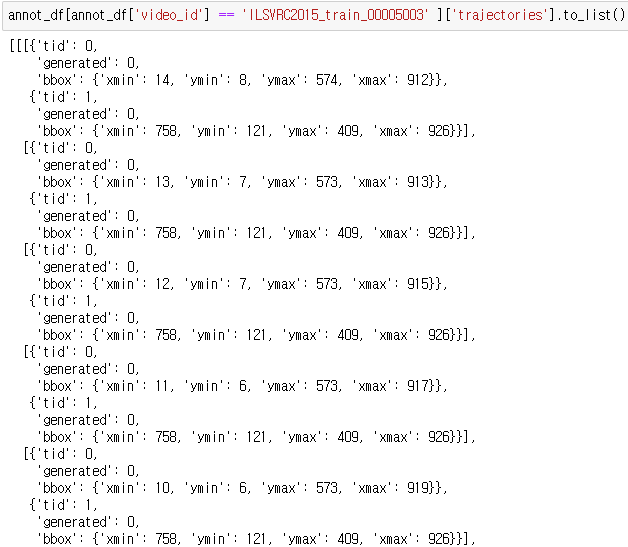 annot_df[annot_df['video_id'] == 'ILSVRC2015_train_00005003' ]['trajectories'].to_list()
[[[{'tid': 0,
'generated': 0,
'bbox': {'xmin': 14, 'ymin': 8, 'ymax': 574, 'xmax': 912}},
{'tid': 1,
'generated': 0,
'bbox': {'xmin': 758, 'ymin': 121, 'ymax': 409, 'xmax': 926}}],
[{'tid': 0,
'generated': 0,
'bbox': {'xmin': 13, 'ymin': 7, 'ymax': 573, 'xmax': 913}},
{'tid': 1,
'generated': 0,
'bbox': {'xmin': 758, 'ymin': 121, 'ymax': 409, 'xmax': 926}}],
[{'tid': 0,
'generated': 0,
'bbox': {'xmin': 12, 'ymin': 7, 'ymax': 573, 'xmax': 915}},
{'tid': 1,
'generated': 0,
'bbox': {'xmin': 758, 'ymin': 121, 'ymax': 409, 'xmax': 926}}],
[{'tid': 0,
'generated': 0,
'bbox': {'xmin': 11, 'ymin': 6, 'ymax': 573, 'xmax': 917}},
{'tid': 1,
'generated': 0,
'bbox': {'xmin': 758, 'ymin': 121, 'ymax': 409, 'xmax': 926}}],
[{'tid': 0,
'generated': 0,
'bbox': {'xmin': 10, 'ymin': 6, 'ymax': 573, 'xmax': 919}},
{'tid': 1,
'generated': 0,
'bbox': {'xmin': 758, 'ymin': 121, 'ymax': 409, 'xmax': 926}}],